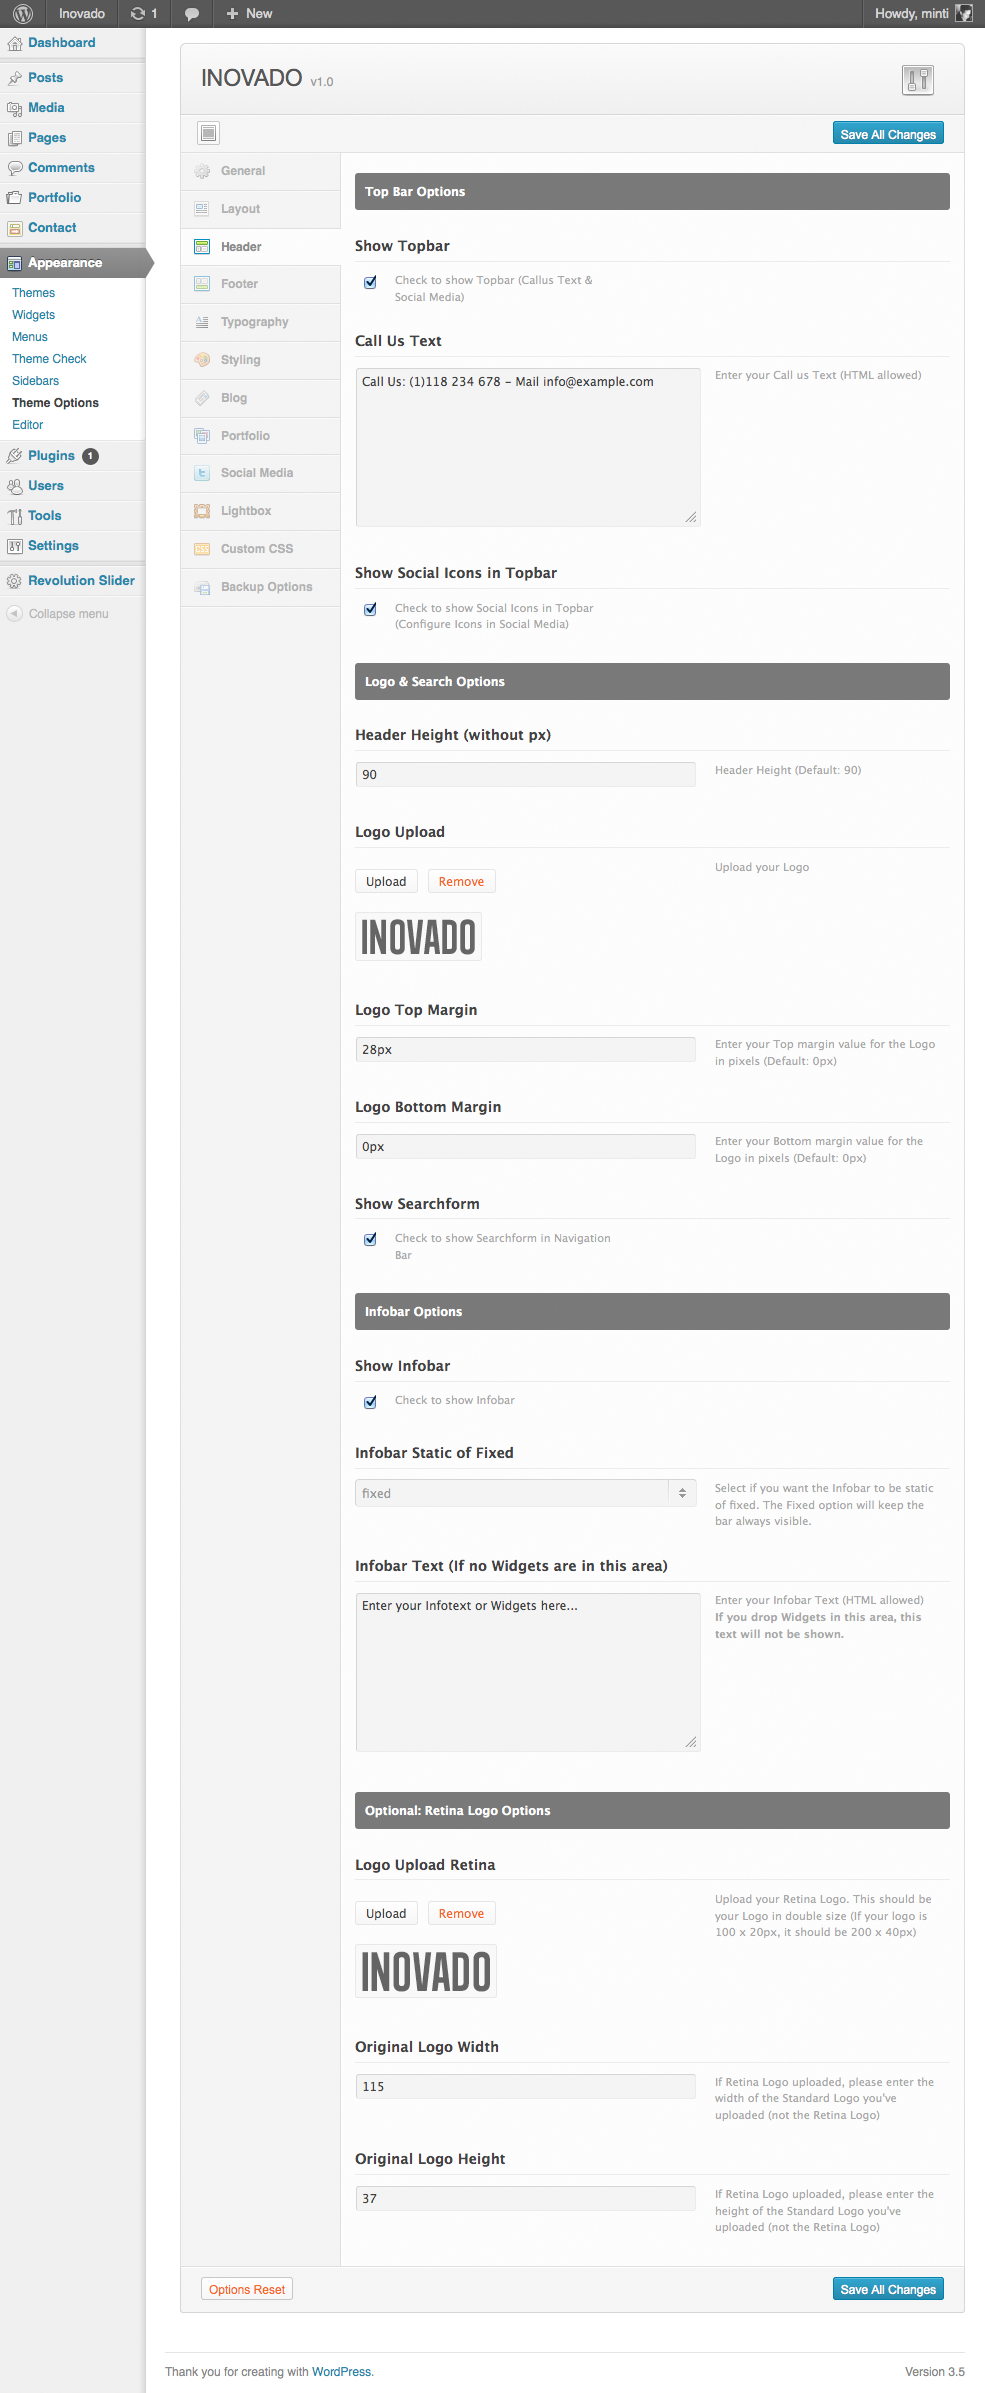 Inovado
1
New
Howdy, minti
Dashboard
Posts
Media
Pages
Comments
Portfolio
Contact
Appearance
Themes
Widgets
Menus
Theme Check
Sidebars
Theme Options
Editor
Plugins 1
Users
Tools
Settings
Revolution Slider
Collapse menu
INOVADO v1.0
Save All Changes
General
Layout
Header
Footer
Typography
Styling
Blog
Portfolio
Social Media
Lightbox
Custom CSS
Backup Options
Top Bar Options
Show Topbar
Check to show Topbar (Callus Text &
Social Media)
Call Us Text
Call Us: (1)118 234 678 – Mail info@example.com
Enter your Call us Text (HTML allowed)
Show Social Icons in Topbar
Check to show Social Icons in Topbar
(Configure Icons in Social Media)
Logo & Search Options
Header Height (without px)
90
Header Height (Default: 90)
Logo Upload
Upload
Remove
Upload your Logo
INOVADO
Logo Top Margin
28px
Enter your Top margin value for the Logo
in pixels (Default: 0px)
Logo Bottom Margin
0px
Enter your Bottom margin value for the
Logo in pixels (Default: 0px)
Show Searchform
Check to show Searchform in Navigation
Bar
Infobar Options
Show Infobar
Check to show Infobar
Infobar Static of Fixed
fixed
Select if you want the Infobar to be static
of fixed. The Fixed option will keep the
bar always visible.
Infobar Text (If no Widgets are in this area)
Enter your Infotext or Widgets here...
Enter your Infobar Text (HTML allowed)
If you drop Widgets in this area, this
text will not be shown.
Optional: Retina Logo Options
Logo Upload Retina
Upload
Remove
Upload your Retina Logo. This should be
your Logo in double size (If your logo is
100 x 20px, it should be 200 x 40px)
INOVADO
Original Logo Width
115
If Retina Logo uploaded, please enter the
width of the Standard Logo you've
uploaded (not the Retina Logo)
Original Logo Height
37
If Retina Logo uploaded, please enter the
height of the Standard Logo you've
uploaded (not the Retina Logo)
Options Reset
Save All Changes
Thank you for creating with WordPress.
Version 3.5